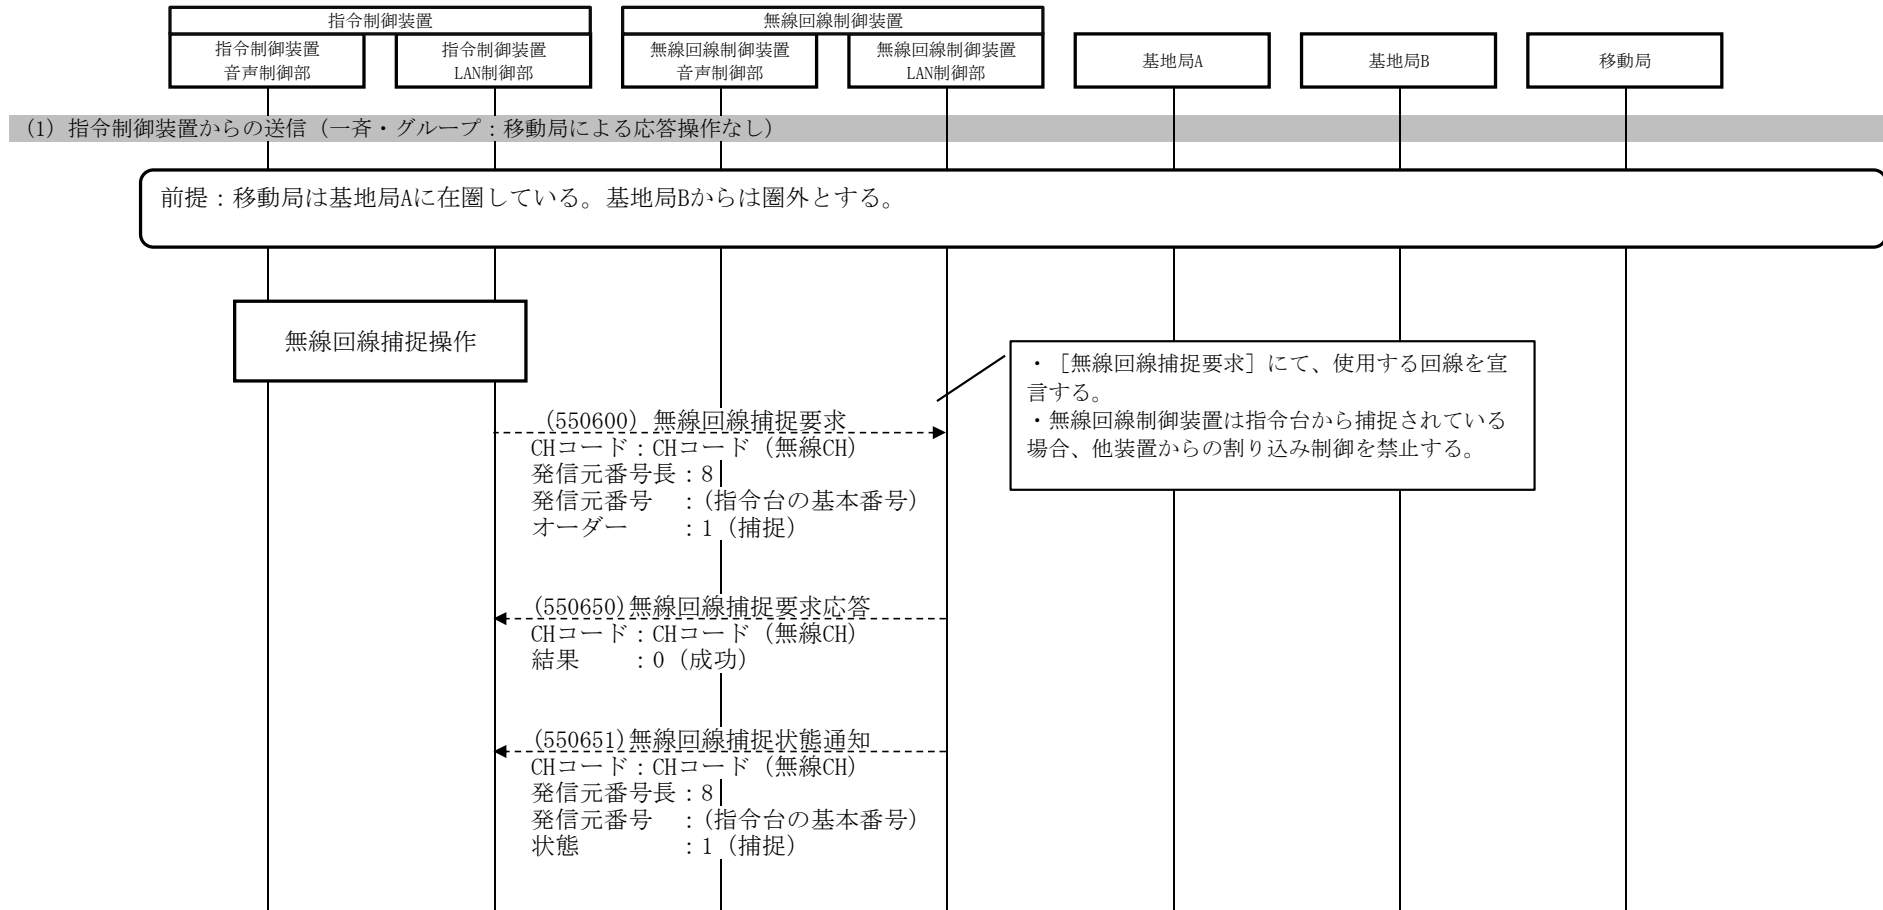 指令制御装置
無線回線制御装置
指令制御装置
音声制御部
指令制御装置
LAN制御部
無線回線制御装置
音声制御部
無線回線制御装置
LAN制御部
基地局A
基地局B
移動局
(1) 指令制御装置からの送信（一斉・グループ：移動局による応答操作なし）
前提：移動局は基地局Aに在圏している。基地局Bからは圏外とする。
無線回線捕捉操作
・［無線回線捕捉要求］にて、使用する回線を宣
言する。
・無線回線制御装置は指令台から捕捉されている
場合、他装置からの割り込み制御を禁止する。
(550600) 無線回線捕捉要求
CHコード：CHコード（無線CH）
発信元番号長：8
発信元番号　：(指令台の基本番号)
オーダー　　：1（捕捉）
(550650)無線回線捕捉要求応答
CHコード：CHコード（無線CH）
結果　　：0（成功）
(550651)無線回線捕捉状態通知
CHコード：CHコード（無線CH）
発信元番号長：8
発信元番号　：(指令台の基本番号)
状態　　　　：1（捕捉）